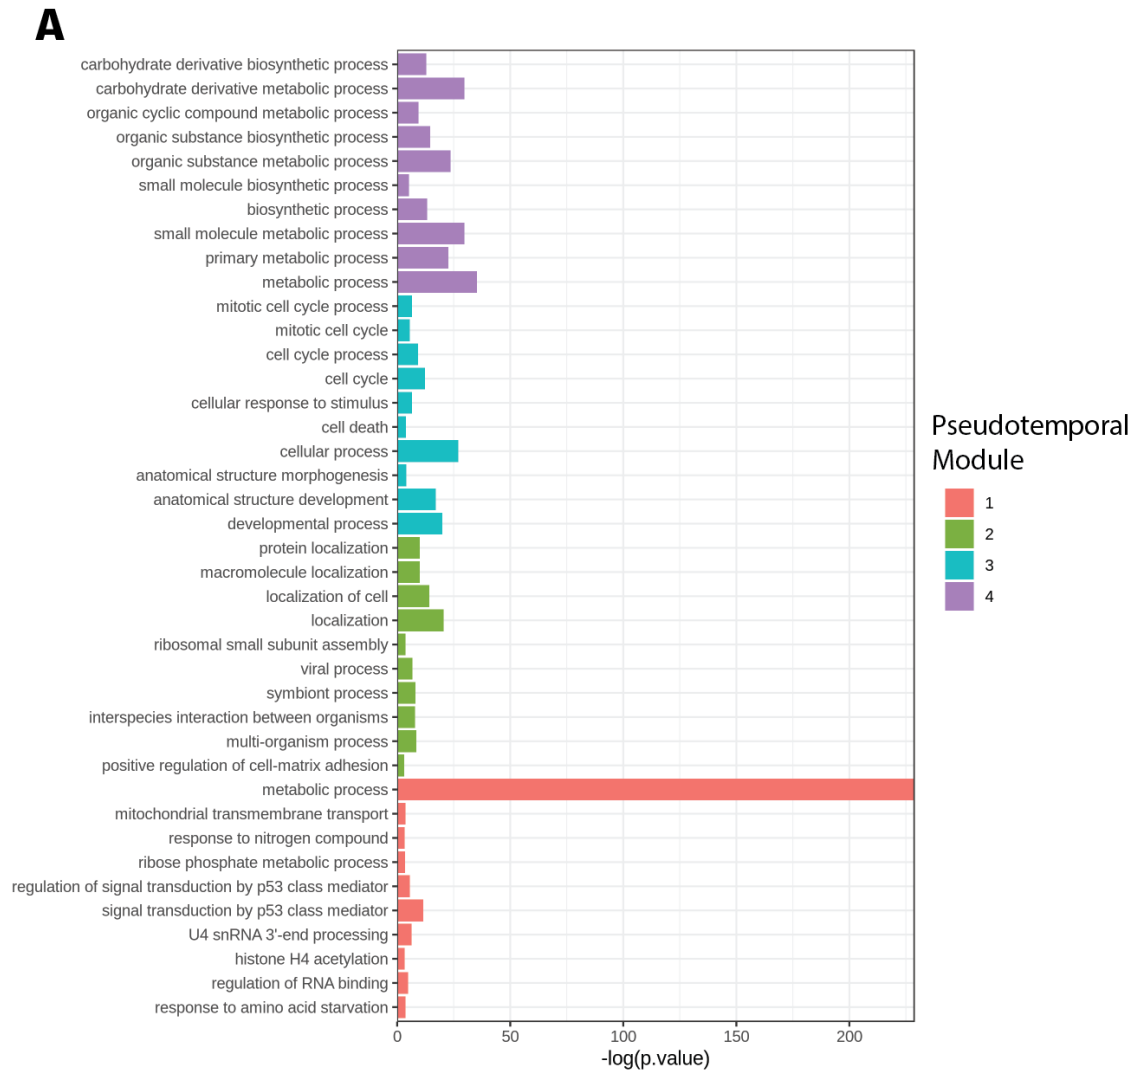 A
carbohydrate derivative biosynthetic process
carbohydrate derivative metabolic process
organic cyclic compound metabolic process
organic substance biosynthetic process
organic substance metabolic process
small molecule biosynthetic process
biosynthetic process
small molecule metabolic process
primary metabolic process
metabolic process
mitotic cell cycle process
mitotic cell cycle
cell cycle process
cell cycle
cellular response to stimulus
cell death
cellular process
anatomical structure morphogenesis
anatomical structure development
developmental process
protein localization
macromolecule localization
localization of cell
localization
ribosomal small subunit assembly
viral process
symbiont process
interspecies interaction between organisms
multi-organism process
positive regulation of cell-matrix adhesion
metabolic process
mitochondrial transmembrane transport
response to nitrogen compound
ribose phosphate metabolic process
regulation of signal transduction by p53 class mediator
signal transduction by p53 class mediator
U4 snRNA 3'-end processing
histone H4 acetylation
regulation of RNA binding
response to amino acid starvation
0 50 100 150 200
-log(p.value)
Pseudotemporal
Module
1
2
3
4